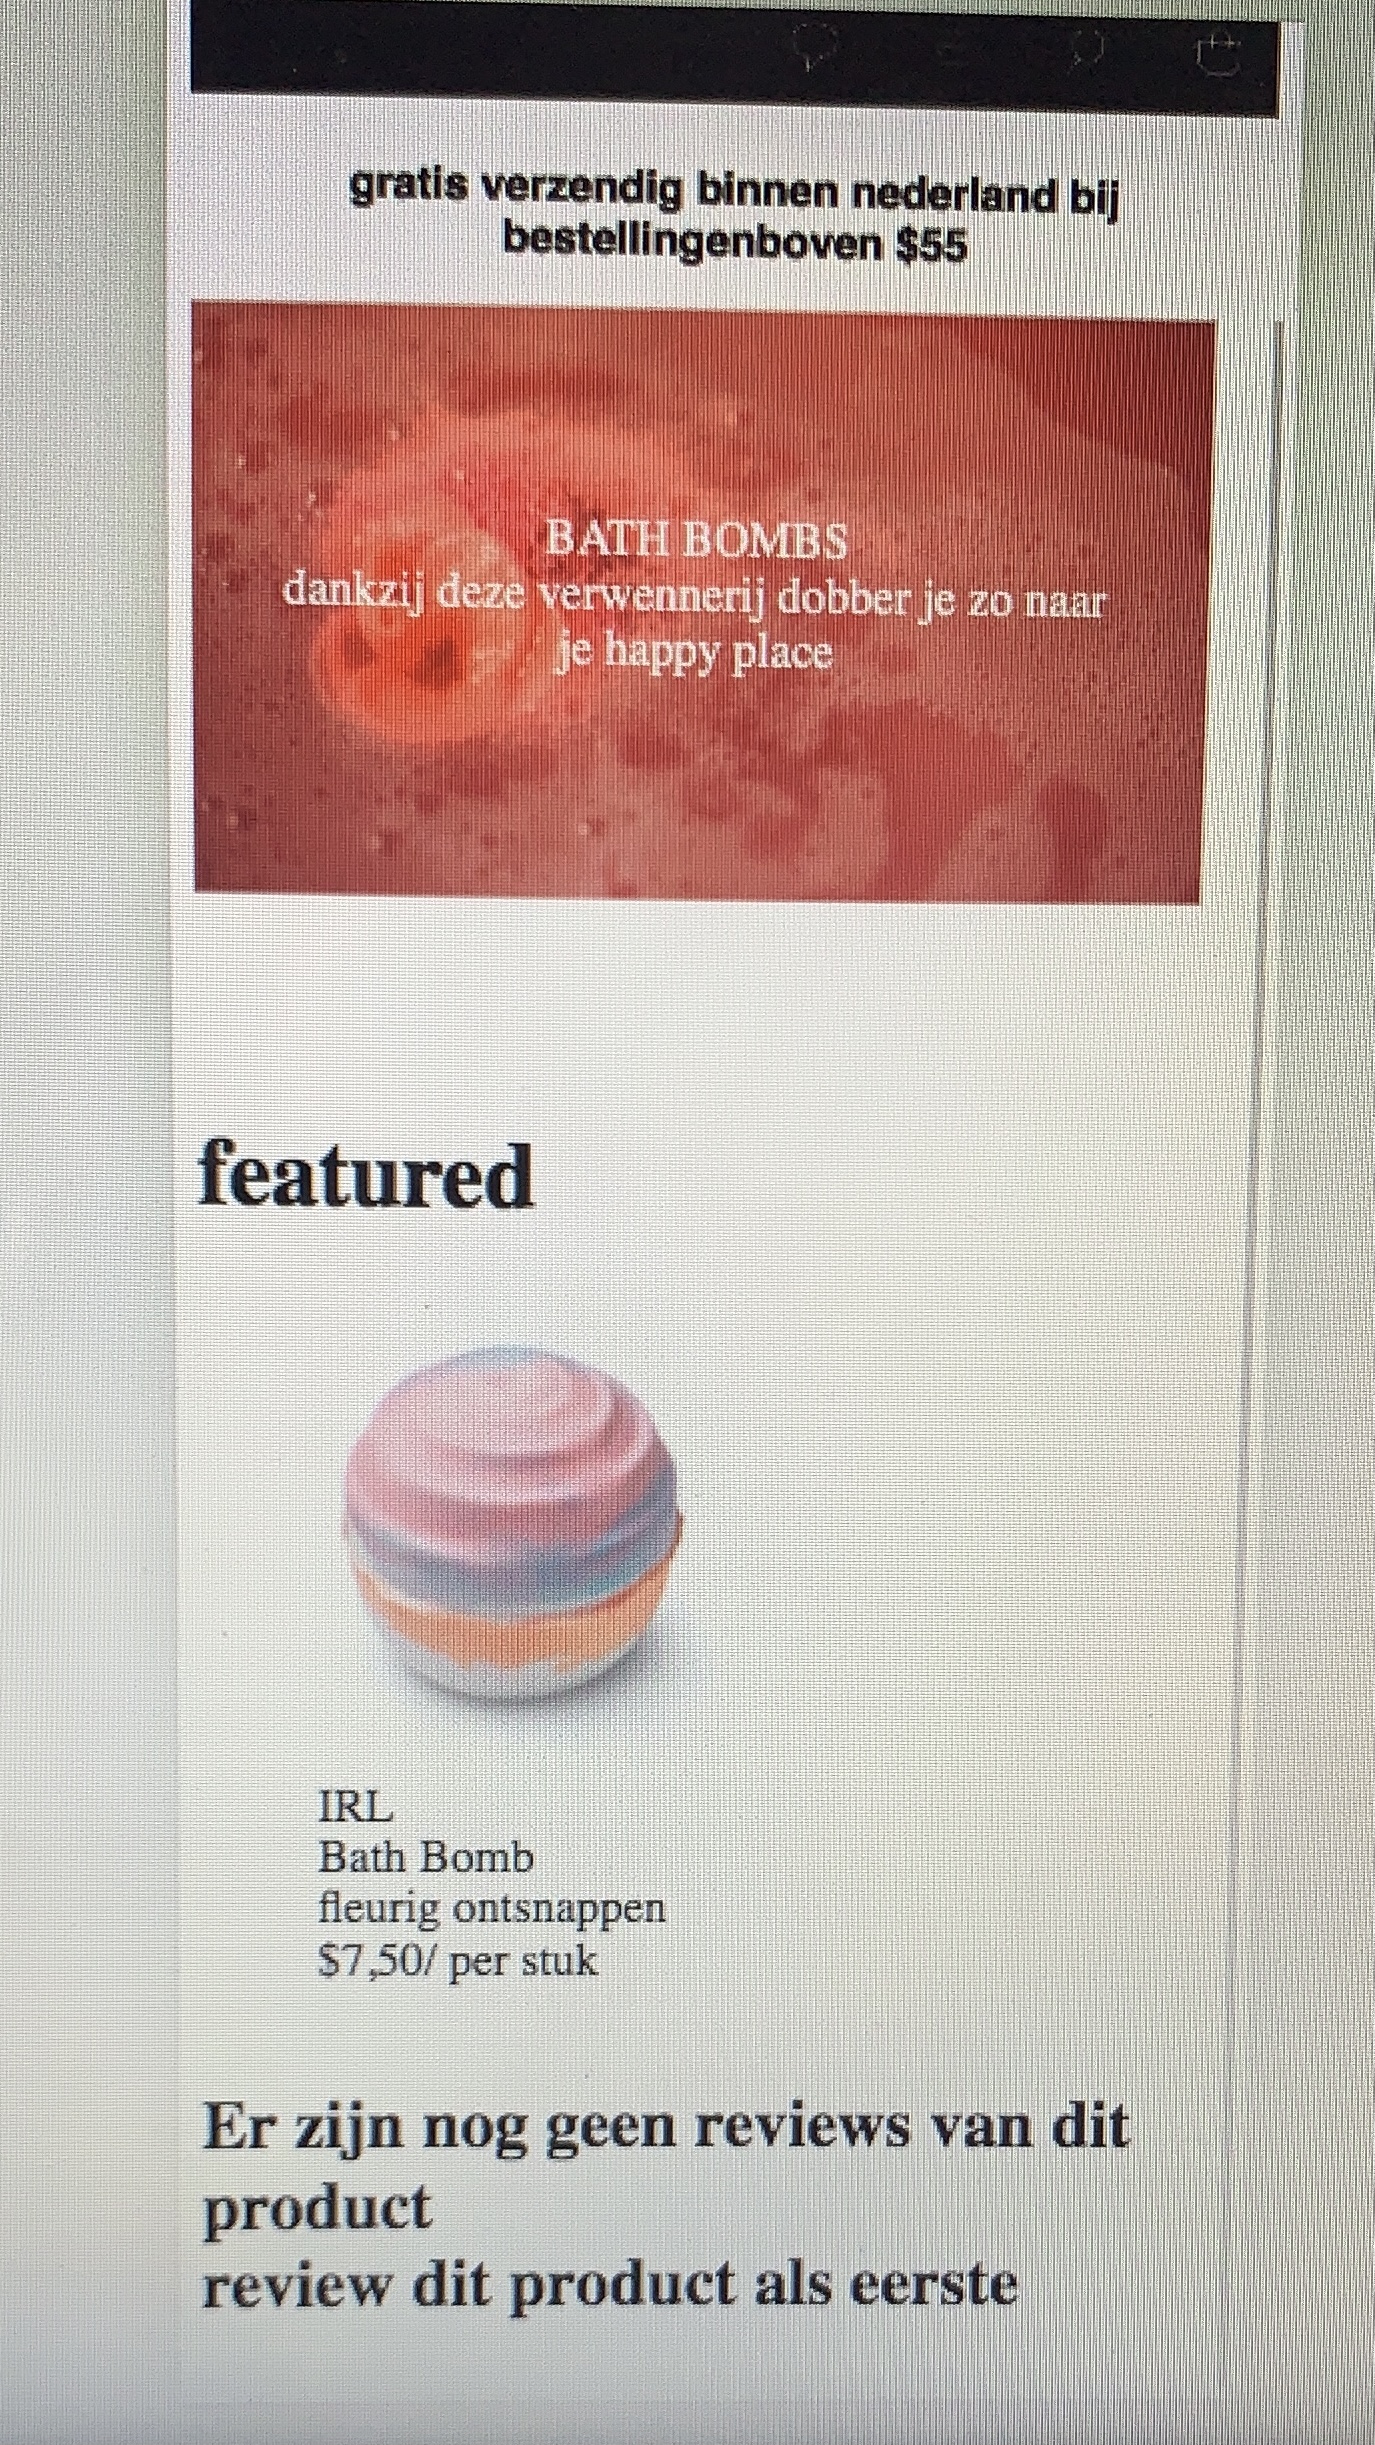 gratis verzendig binnen nederland bij
bestellingenboven $55
BATH BOMBS
dankzij deze verwennerij dobber je zo naar
je happy place
featured
IRL
Bath Bomb
fleurig ontsnappen
$7,50/ per stuk
Er zijn nog geen reviews van dit
product
review dit product als eerste